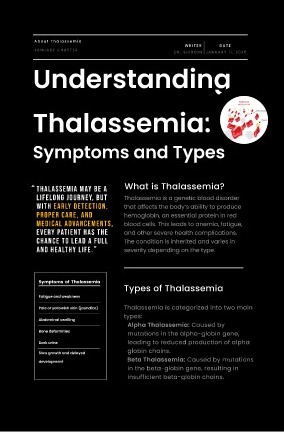 About Thalassemia
WRITER
DATE
JANUARY 11, 2025
Understanding
Thalassemia:
Symptoms and Types
"THALASSEMIA MAY BE A
LIFELONG JOURNEY, BUT
WITH EARLY DETECTION,
PROPER CARE, AND
MEDICAL ADVANCEMENTS,
EVERY PATIENT HAS THE
CHANCE TO LEAD A FULL
AND HEALTHY LIFE."
What is Thalassemia?
Thalassemia is a genetic blood disorder
that affects the body's ability to produce
hemoglobin, an essential protein in red
blood cells. This leads to anemia, fatigue,
and other severe health complications.
The condition is inherited and varies in
severity depending on the type.
Symptoms of Thalassemia
Fatigue and weakness
Pale or yellowish skin (jaundice)
Abdominal swelling
Bone deformities
Dark urine
Slow growth and delayed
development
Types of Thalassemia
Thalassemia is categorized into two main
types:
Alpha Thalassemia: Caused by
mutations in the alpha-globin gene,
leading to reduced production of alpha
globin chains.
Beta Thalassemia: Caused by mutations
in the beta-globin gene, resulting in
insufficient beta-globin chains.